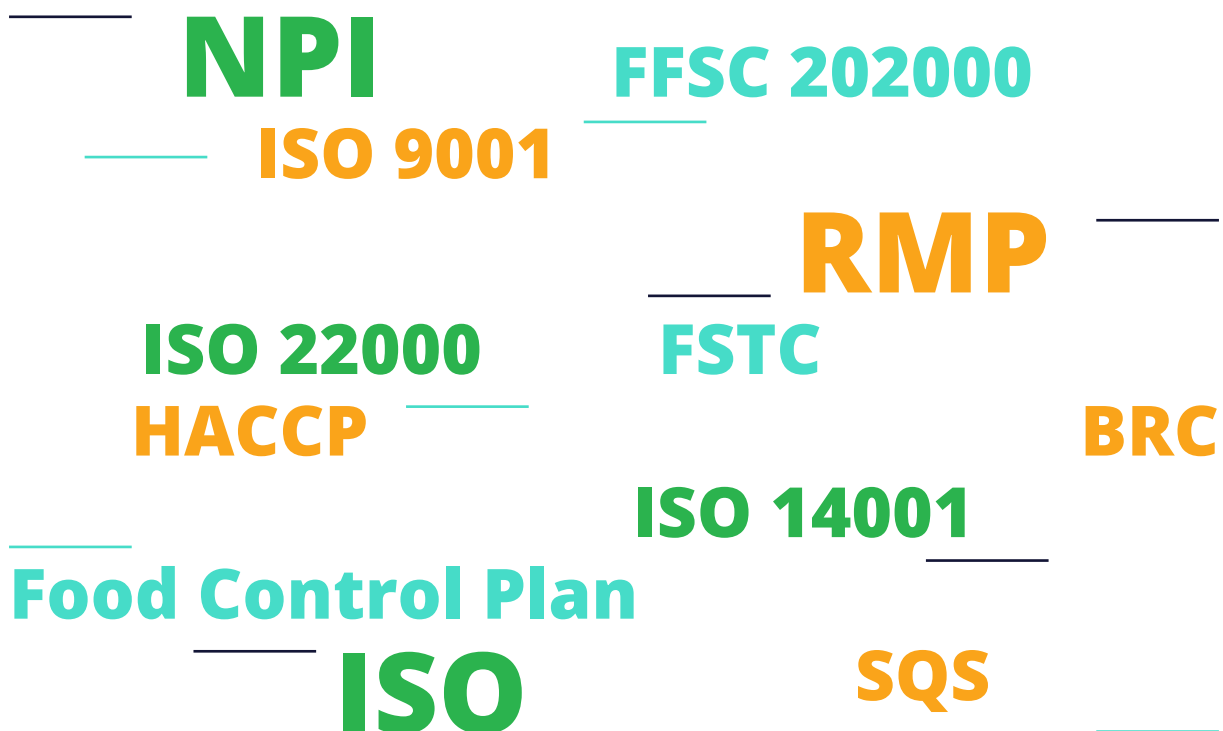 NPI
FFSC 202000
ISO 9001
RMP
ISO 22000
FSTC
HACCP
BRC
ISO 14001
Food Control Plan
ISO
SQS